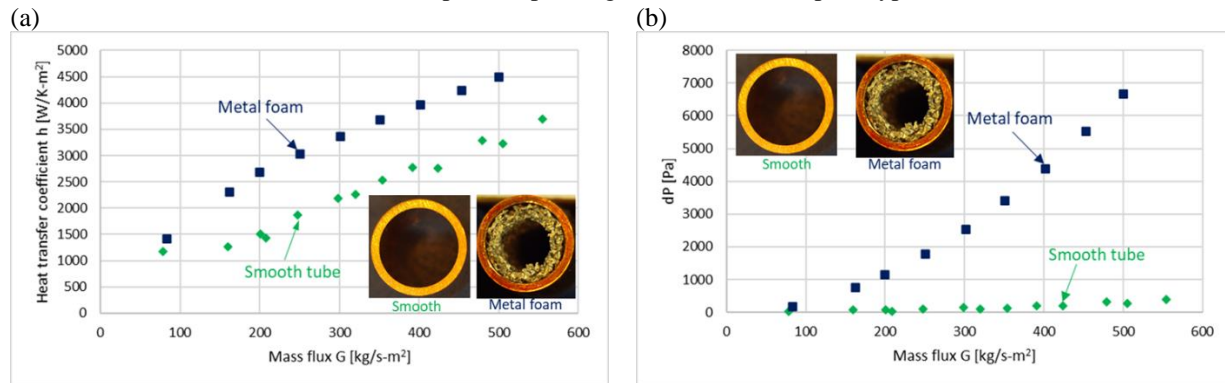 (a)
(b)
Heat transfer coefficient h [W/K-m²]
5000
4500
4000
3500
3000
2500
2000
1500
1000
500
0
Metal foam
Smooth tube
Smooth
Metal foam
0 100 200 300 400 500 600
Mass flux G [kg/s-m²]
dP [Pa]
8000
7000
6000
5000
4000
3000
2000
1000
0
Smooth
Metal foam
Metal foam
Smooth tube
0 100 200 300 400 500 600
Mass flux G [kg/s-m²]